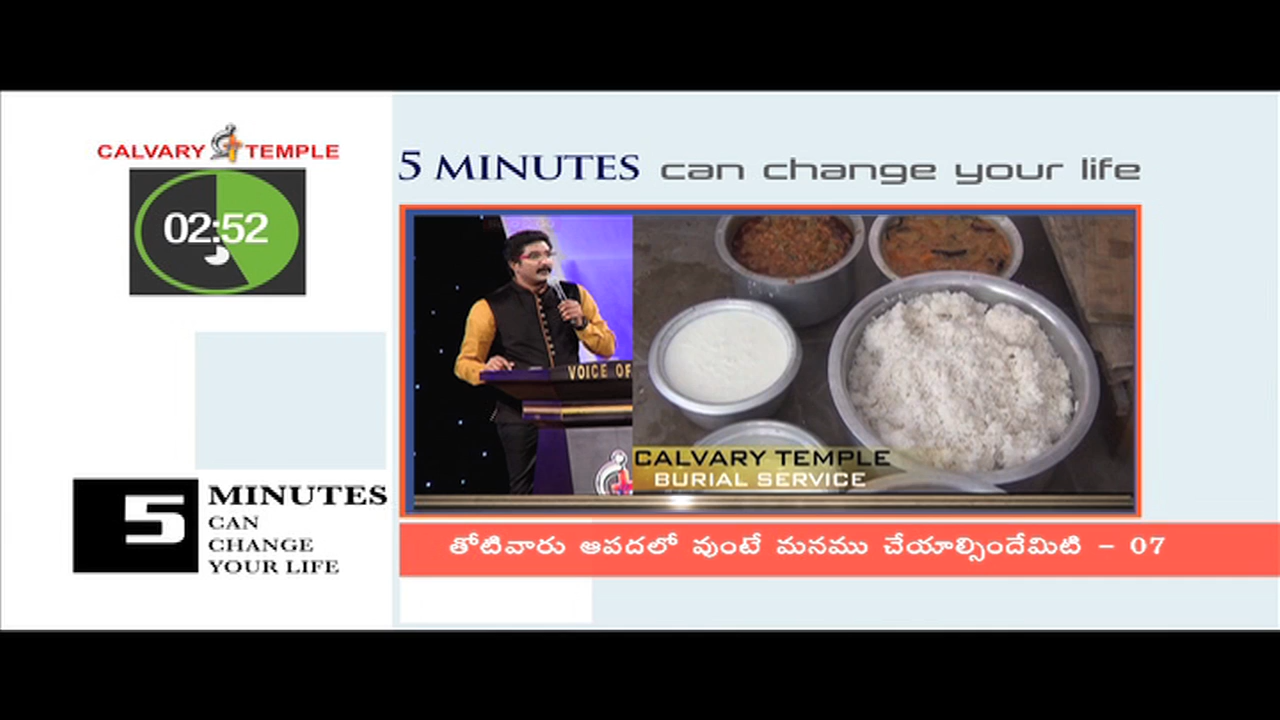 CALVARY TEMPLE
02:52
5 MINUTES can change your life
VOICE OF
CALVARY TEMPLE
BURIAL SERVICE
5 MINUTES
CAN
CHANGE
YOUR LIFE
తోటివారు ఆపదలో వుంటే మనము చేయాల్సిందేమిటి – 07